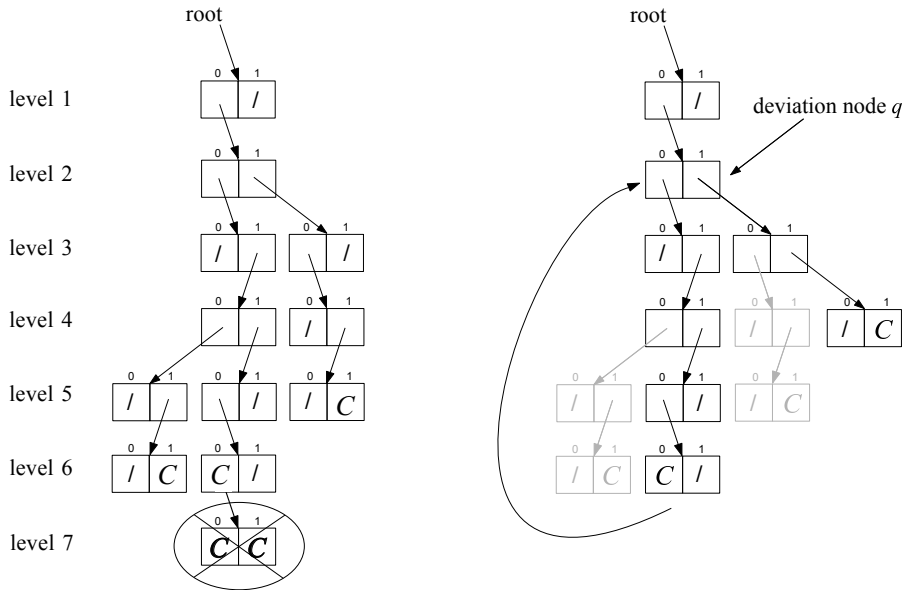 root root
0 1 0 1
level 1 / /
deviation node q
0 1 0 1
level 2
0 1 0 1 0 1 0 1
level 3 / / /
0 1 0 1 0 1 0 1 0 1
level 4 / / / C
0 1 0 1 0 1 0 1 0 1 0 1
level 5 / / / C / / / C
0 1 0 1 0 1 0 1
level 6 / C C / / C C /
0 1
level 7 C C